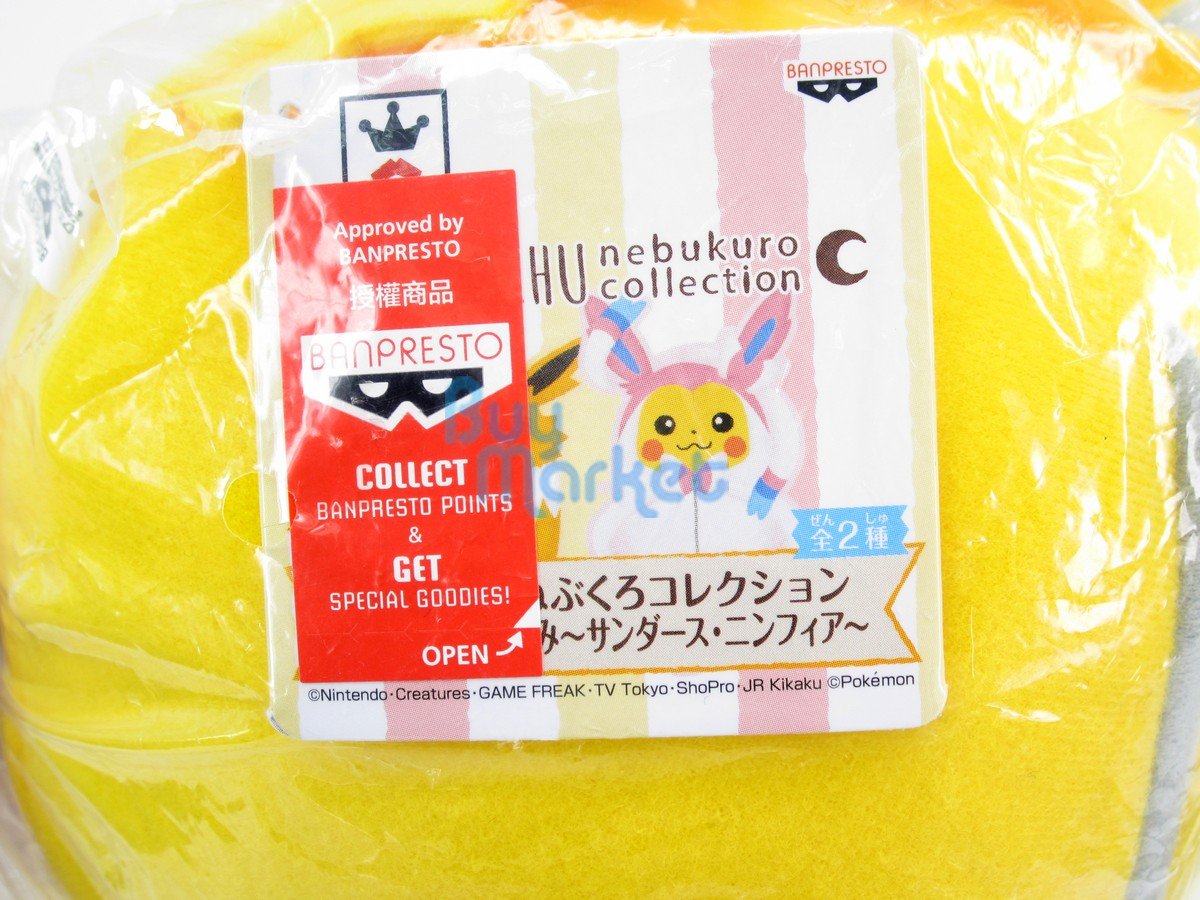 BANPRESTO
Approved by
BANPRESTO
授權商品
BANPRESTO
COLLECT
BANPRESTO POINTS
&
GET
SPECIAL GOODIES!
OPEN
HU nebukuro
collection
Buy
Market
ぜん しゅ
全2種
ぶくろコレクション
み〜サンダース・ニンフィア〜
©Nintendo・Creatures・GAME FREAK・TV Tokyo・ShoPro・JR Kikaku ©Pokémon